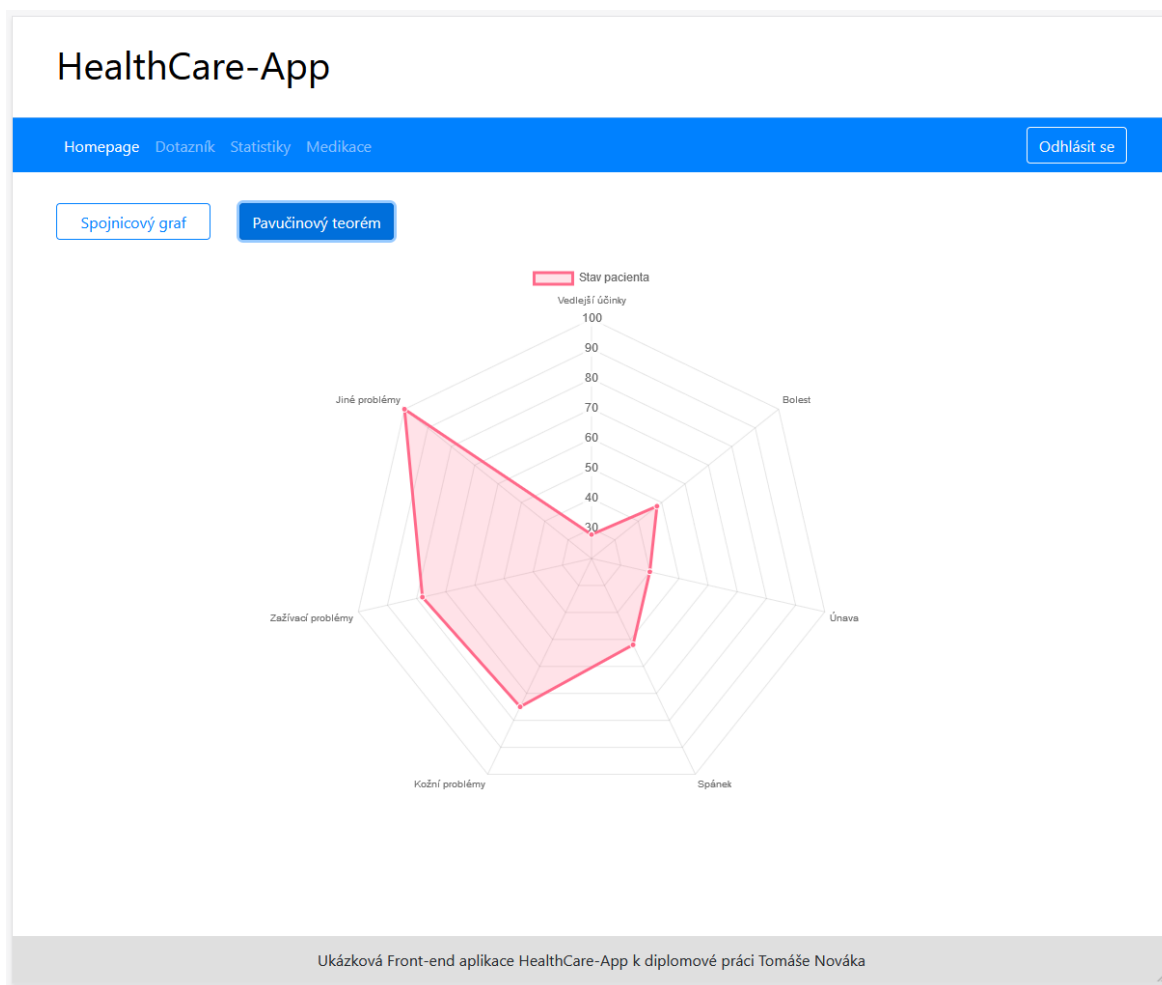 HealthCare-App
Homepage Dotazník Statistiky Medikace Odhlásit se
Spojnicový graf Pavučinový teorém
Stav pacienta
Vedlejší účinky
100
90
80
70
60
50
40
30
Jiné problémy
Bolest
Zažívací problémy
Únava
Kožní problémy
Spánek
Ukázková Front-end aplikace HealthCare-App k diplomové práci Tomáše Nováka